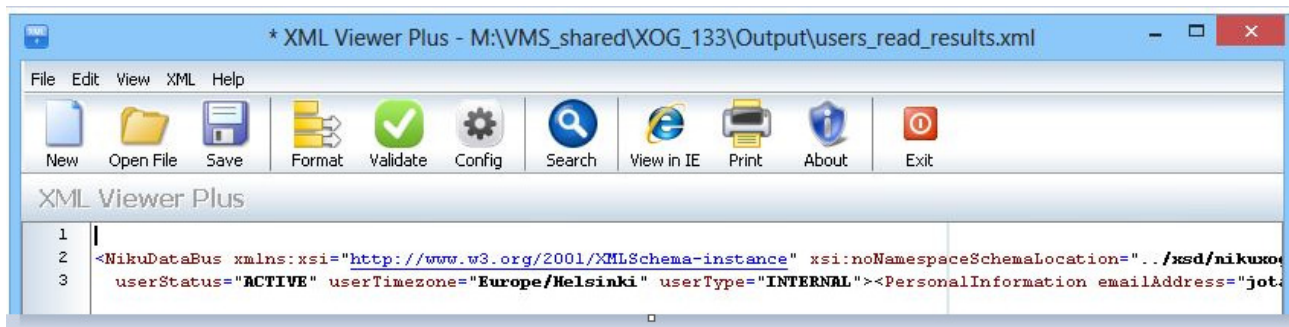 * XML Viewer Plus - M:\VMS_shared\XOG_133\Output\users_read_results.xml
File Edit View XML Help
New Open File Save Format Validate Config Search View in IE Print About Exit
XML Viewer Plus
1
2 <NikuDataBus xmlns:xsi="http://www.w3.org/2001/XMLSchema-instance" xsi:noNamespaceSchemaLocation="../xsd/nikuxo
3 userStatus="ACTIVE" userTimezone="Europe/Helsinki" userType="INTERNAL"><PersonalInformation emailAddress="jot